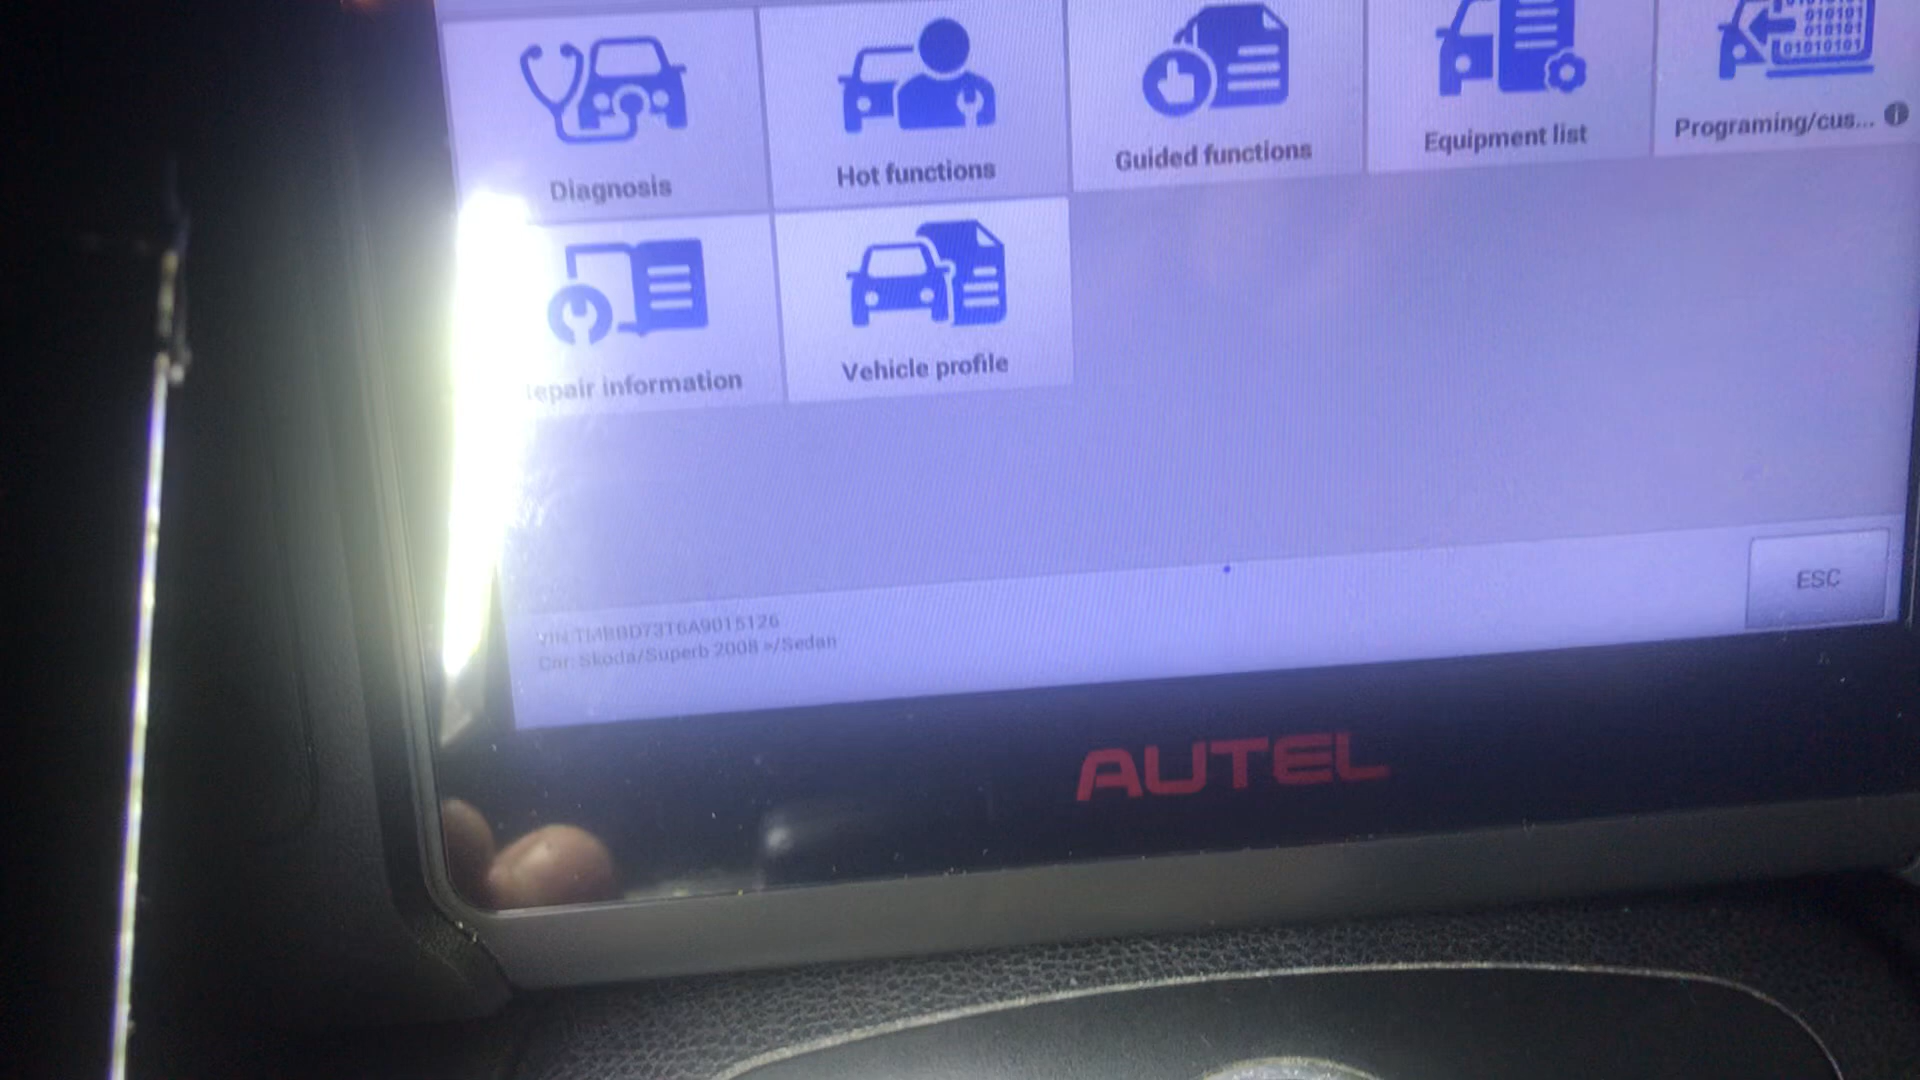 Diagnosis
Hot functions
Guided functions
Equipment list
Programing/cus...
epair information
Vehicle profile
ESC
VIN:TMBBD73T6A9015126
Car: Skoda/Superb 2008 »/Sedan
AUTEL